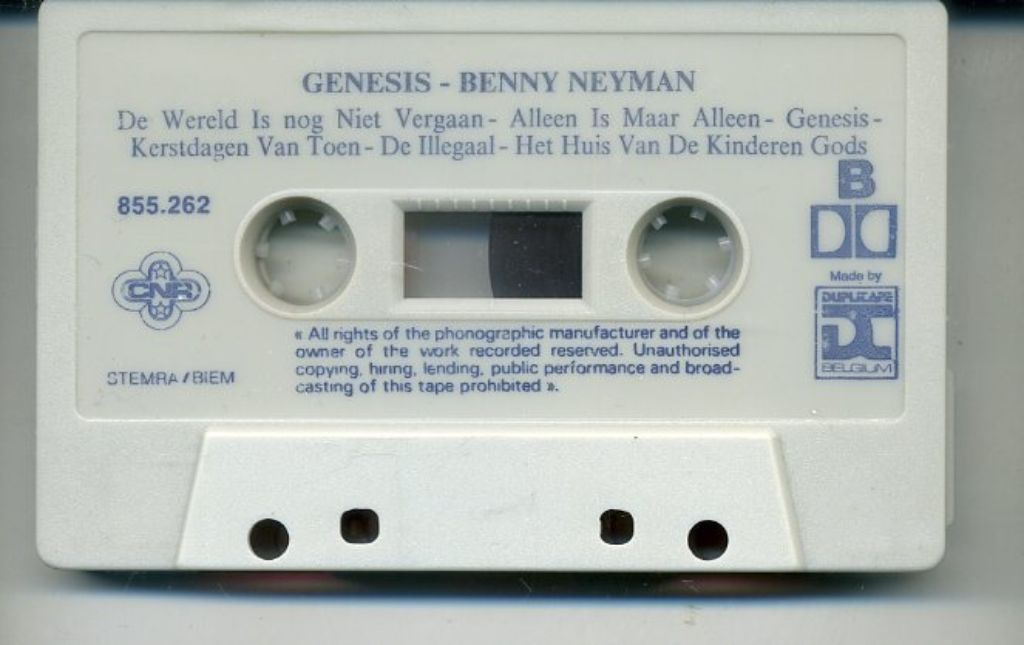 GENESIS - BENNY NEYMAN
De Wereld Is nog Niet Vergaan - Alleen Is Maar Alleen - Genesis -
Kerstdagen Van Toen - De Illegaal - Het Huis Van De Kinderen Gods
B
855.262
Made by
DUPLITAPE
BELGIUM
CNR
STEMRA / BIEM
« All rights of the phonographic manufacturer and of the
owner of the work recorded reserved. Unauthorised
copying, hiring, lending, public performance and broad-
casting of this tape prohibited ».